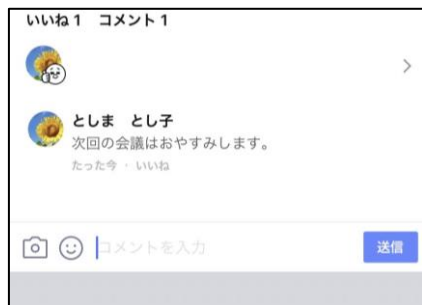 いいね 1 コメント 1
としま とし子
次回の会議はおやすみします。
たった今 · いいね
コメントを入力
送信